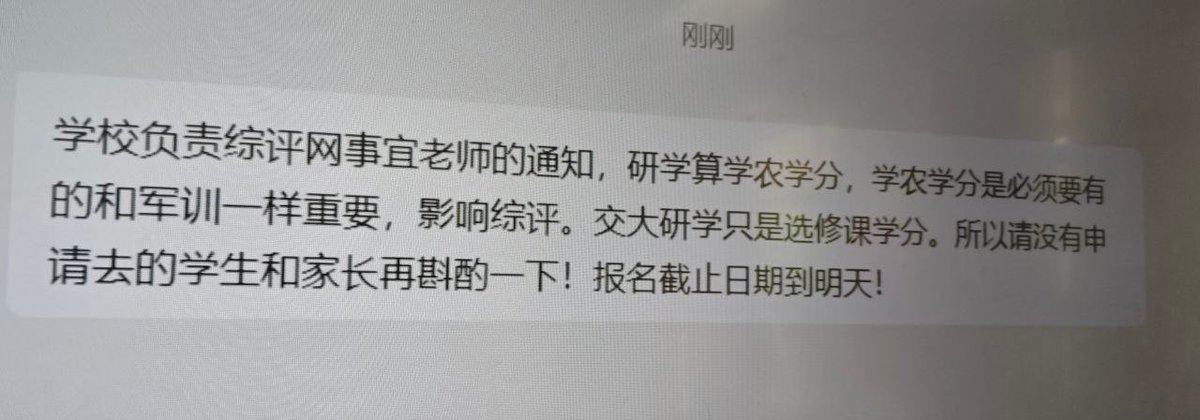 刚刚
学校负责综评网事宜老师的通知，研学算学农学分，学农学分是必须要有
的和军训一样重要，影响综评。交大研学只是选修课学分。所以请没有申
请去的学生和家长再斟酌一下！报名截止日期到明天！